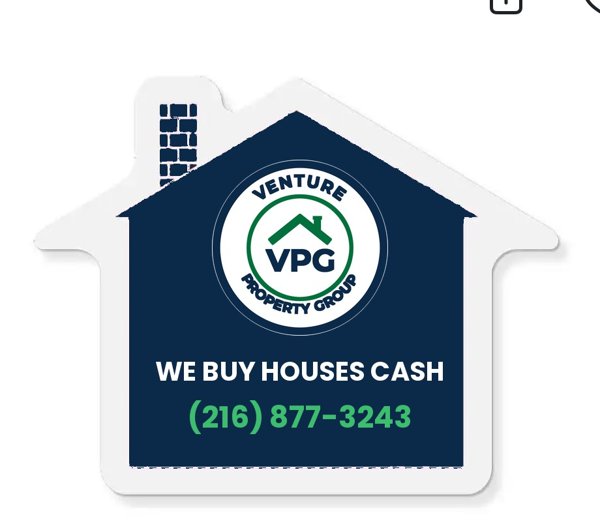 VENTURE
VPG
PROPERTY GROUP
WE BUY HOUSES CASH
(216) 877-3243